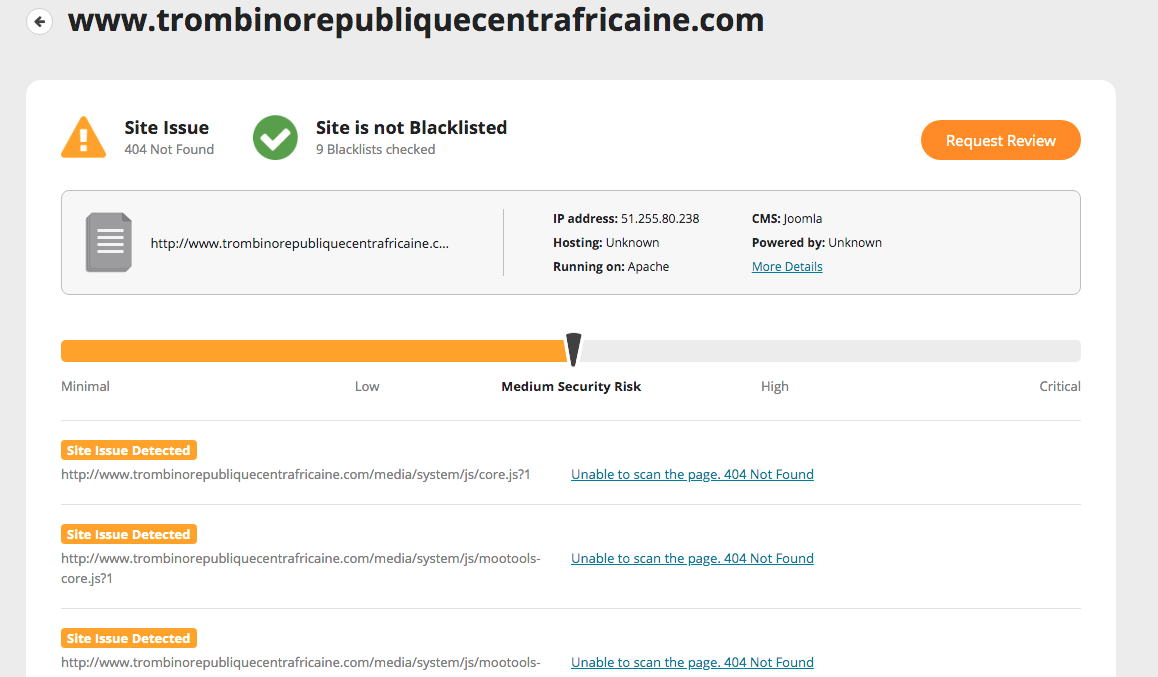 www.trombinorepubliquecentrafricaine.com
Site Issue
404 Not Found
Site is not Blacklisted
9 Blacklists checked
Request Review
http://www.trombinorepubliquecentrafricaine.c...
IP address: 51.255.80.238
Hosting: Unknown
Running on: Apache
CMS: Joomla
Powered by: Unknown
More Details
Minimal
Low
Medium Security Risk
High
Critical
Site Issue Detected
http://www.trombinorepubliquecentrafricaine.com/media/system/js/core.js?1
Unable to scan the page. 404 Not Found
Site Issue Detected
http://www.trombinorepubliquecentrafricaine.com/media/system/js/mootools-
core.js?1
Unable to scan the page. 404 Not Found
Site Issue Detected
http://www.trombinorepubliquecentrafricaine.com/media/system/js/mootools-
Unable to scan the page. 404 Not Found